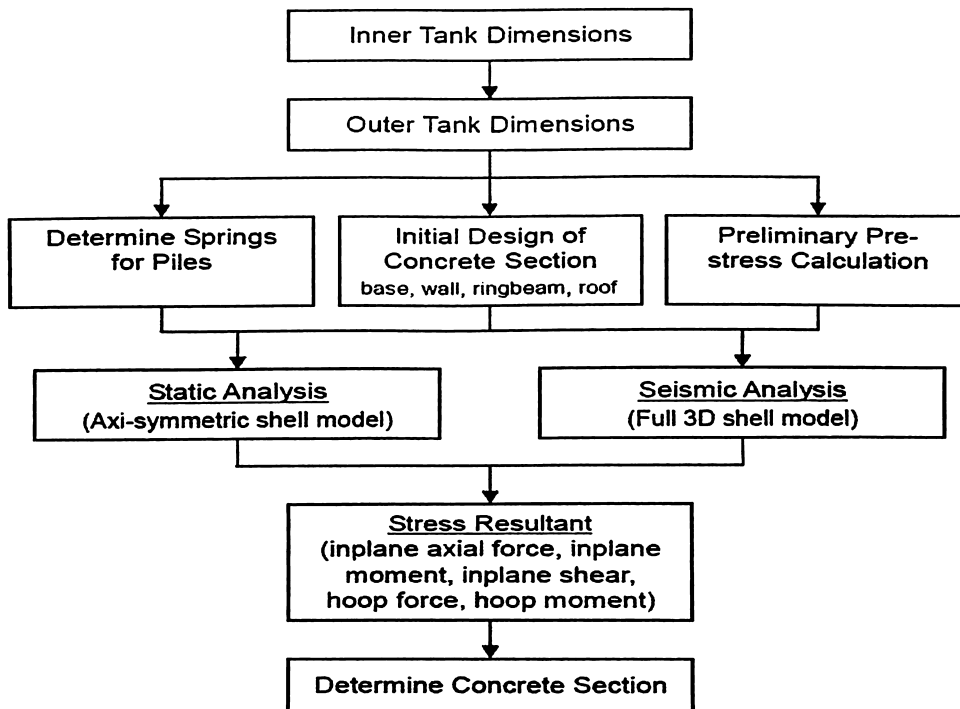 Inner Tank Dimensions
Outer Tank Dimensions
Determine Springs
for Piles
Initial Design of
Concrete Section
base, wall, ringbeam, roof
Preliminary Pre-
stress Calculation
Static Analysis
(Axi-symmetric shell model)
Seismic Analysis
(Full 3D shell model)
Stress Resultant
(inplane axial force, inplane
moment, inplane shear,
hoop force, hoop moment)
Determine Concrete Section